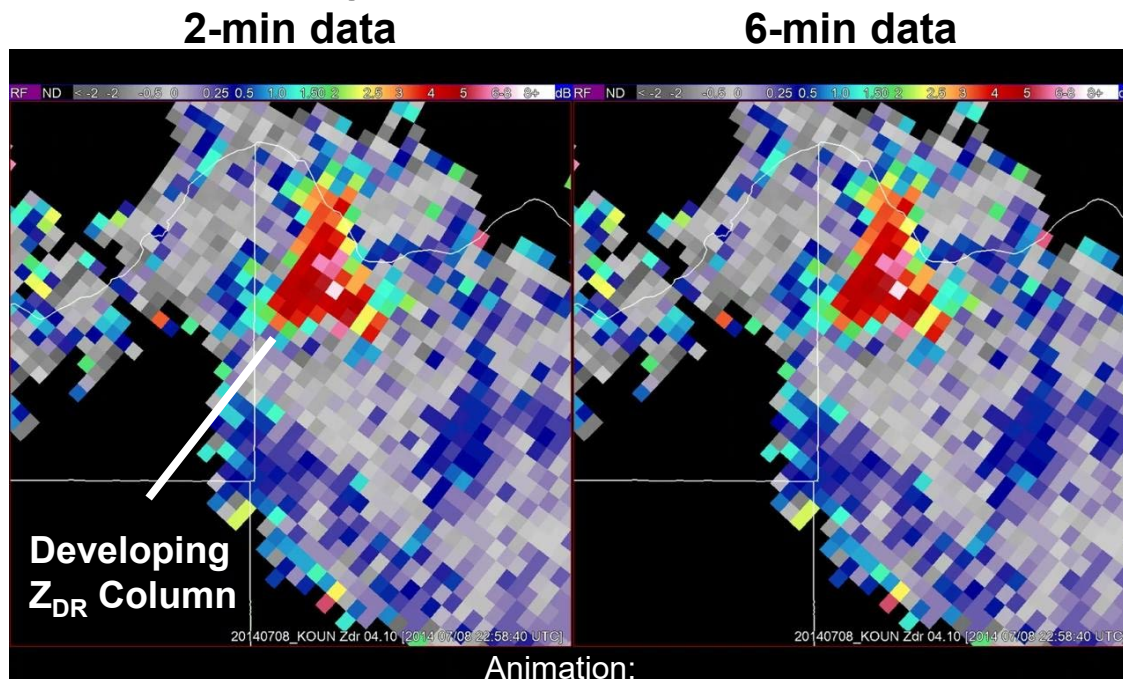 2-min data
6-min data
RF ND <-2 -2 -0.5 0 0.25 0.5 1.0 1.50 2 2.5 3 4 5 6-8 8+ dB
RF ND <-2 -2 -0.5 0 0.25 0.5 1.0 1.50 2 2.5 3 4 5 6-8 8+
Developing
Z_DR Column
20140708_KOUN Zdr 04.10 [2014 07/08 22:58:40 UTC]
20140708_KOUN Zdr 04.10 [2014 07/08 22:58:40 UTC]
Animation: